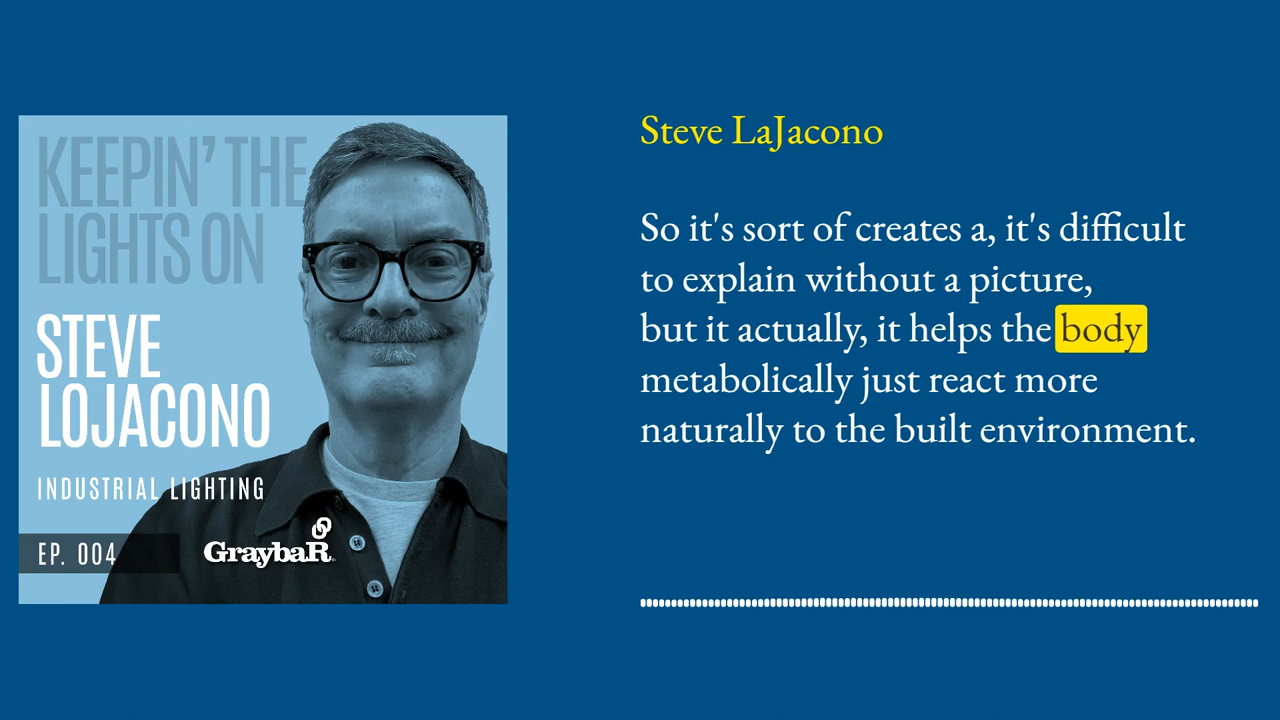 KEEPIN' THE
LIGHTS ON
STEVE
LOJACONO
INDUSTRIAL LIGHTING
EP. 004
GraybaR
Steve LaJacono
So it's sort of creates a, it's difficult
to explain without a picture,
but it actually, it helps the body
metabolically just react more
naturally to the built environment.